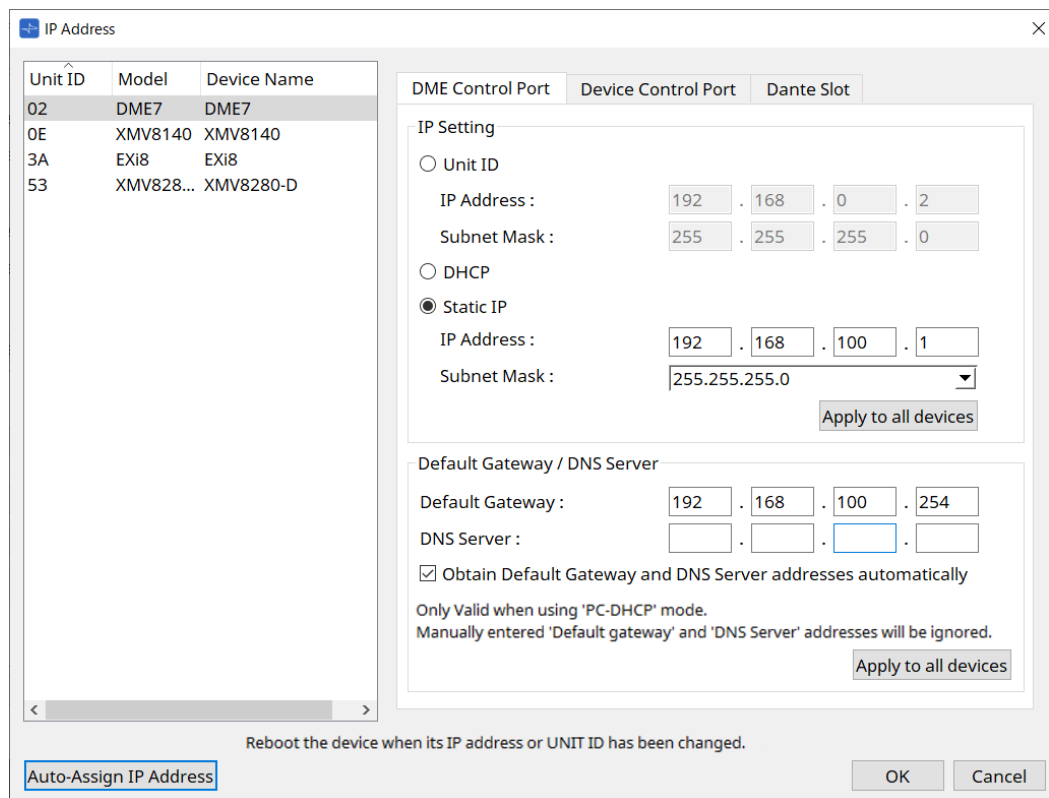 IP Address
Unit ID Model Device Name
02 DME7 DME7
0E XMV8140 XMV8140
3A EXi8 EXi8
53 XMV828... XMV8280-D
DME Control Port Device Control Port Dante Slot
IP Setting
Unit ID
IP Address : 192 . 168 . 0 . 2
Subnet Mask : 255 . 255 . 255 . 0
DHCP
Static IP
IP Address : 192 . 168 . 100 . 1
Subnet Mask : 255.255.255.0
Apply to all devices
Default Gateway / DNS Server
Default Gateway : 192 . 168 . 100 . 254
DNS Server : . . .
Obtain Default Gateway and DNS Server addresses automatically
Only Valid when using 'PC-DHCP' mode.
Manually entered 'Default gateway' and 'DNS Server' addresses will be ignored.
Apply to all devices
Reboot the device when its IP address or UNIT ID has been changed.
Auto-Assign IP Address OK Cancel